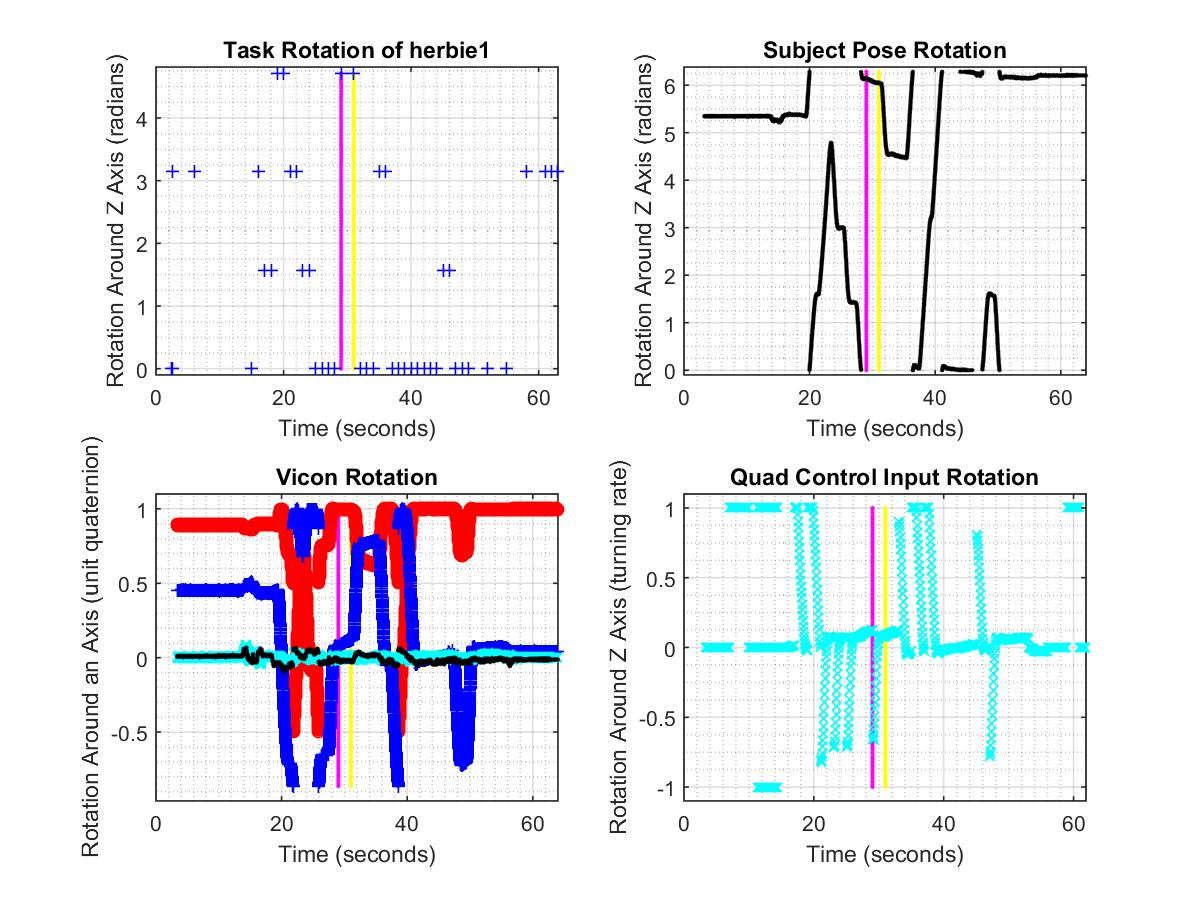 Task Rotation of herbie1
Rotation Around Z Axis (radians)
4
3
2
1
0
0 20 40 60
Time (seconds)
Subject Pose Rotation
Rotation Around Z Axis (radians)
6
5
4
3
2
1
0
0 20 40 60
Time (seconds)
Vicon Rotation
Rotation Around an Axis (unit quaternion)
1
0.5
0
-0.5
0 20 40 60
Time (seconds)
Quad Control Input Rotation
Rotation Around Z Axis (turning rate)
1
0.5
0
-0.5
-1
0 20 40 60
Time (seconds)